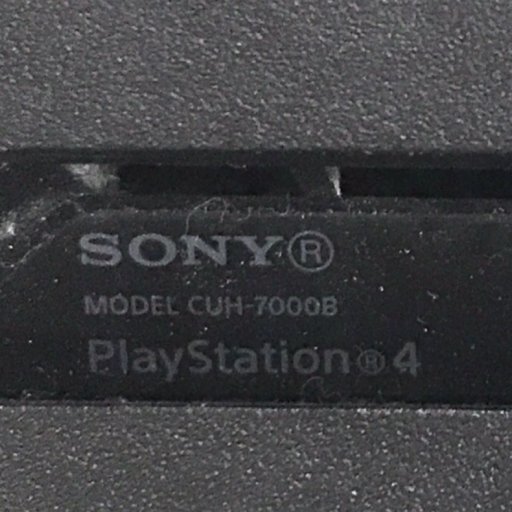 SONY®
MODEL CUH-7000B
PlayStation®4